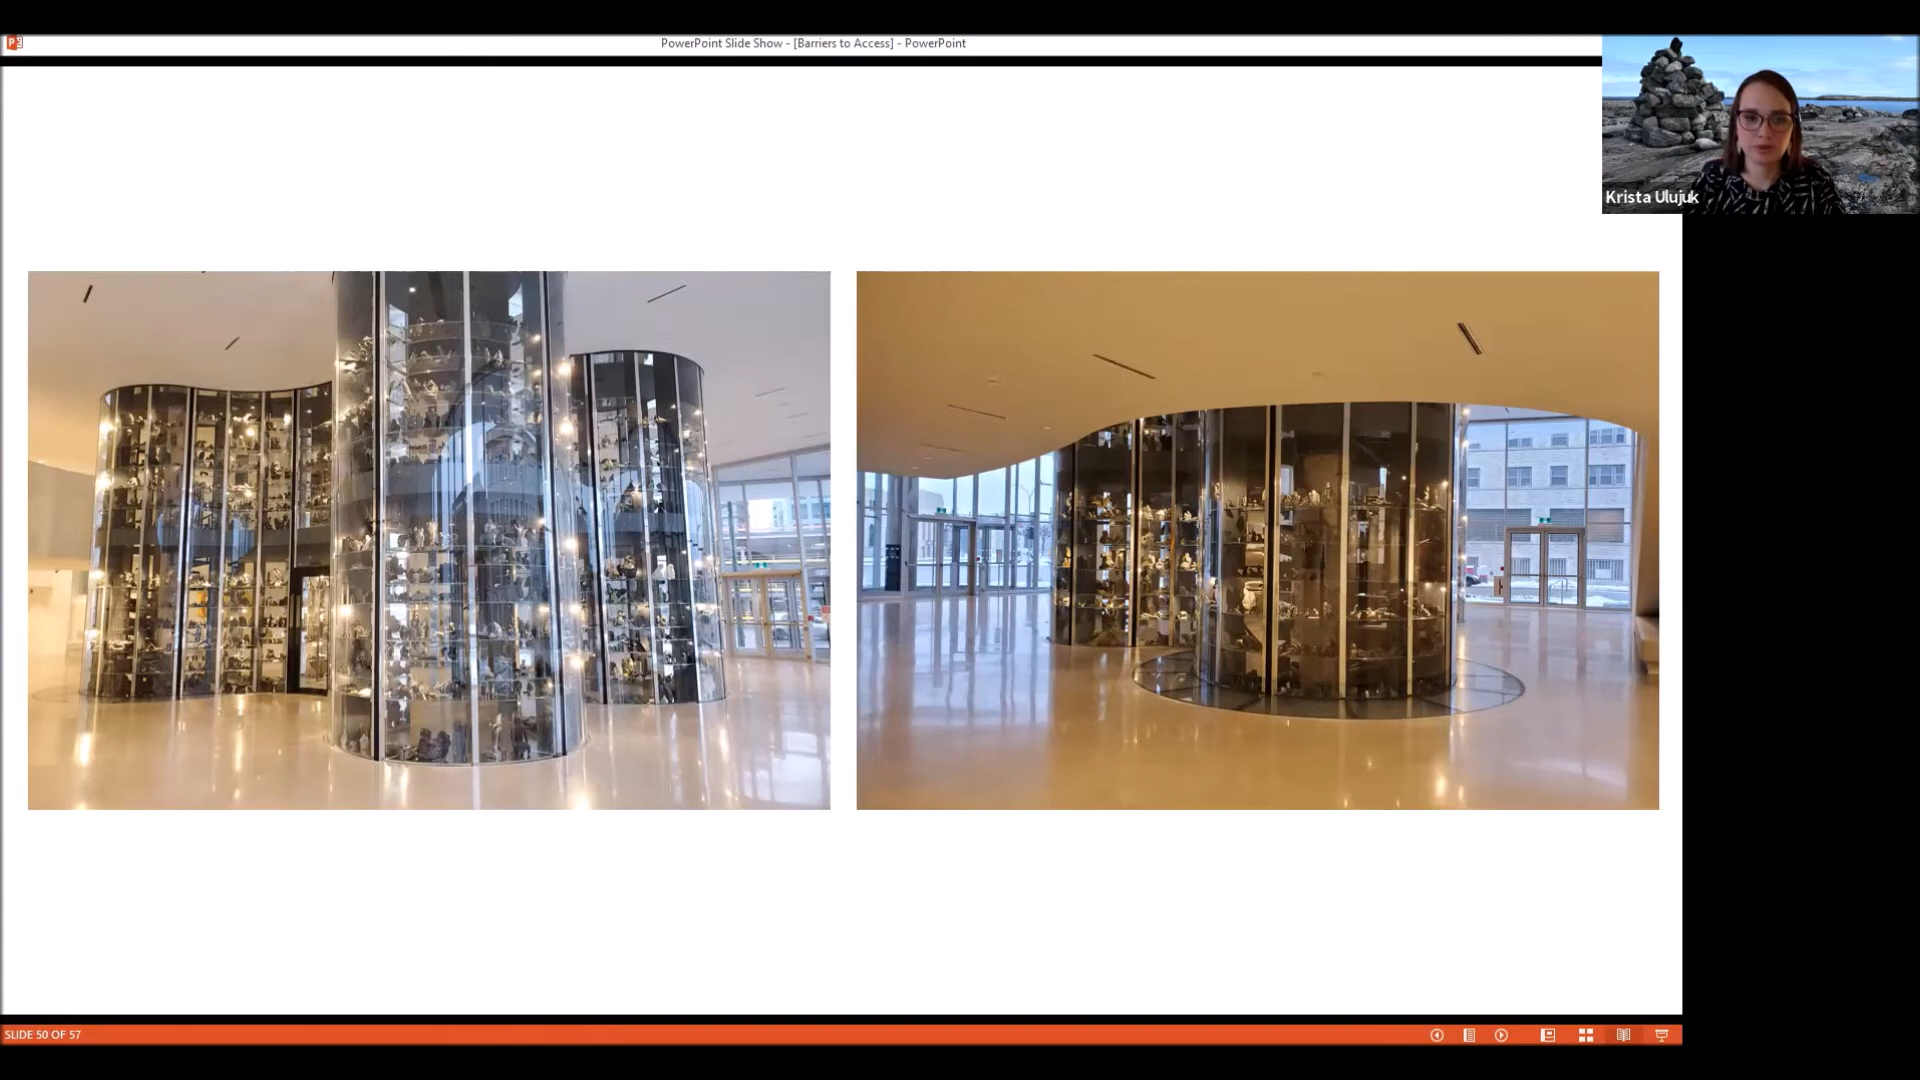 PowerPoint Slide Show - [Barriers to Access] - PowerPoint
Krista Ulujuk
SLIDE 50 OF 57